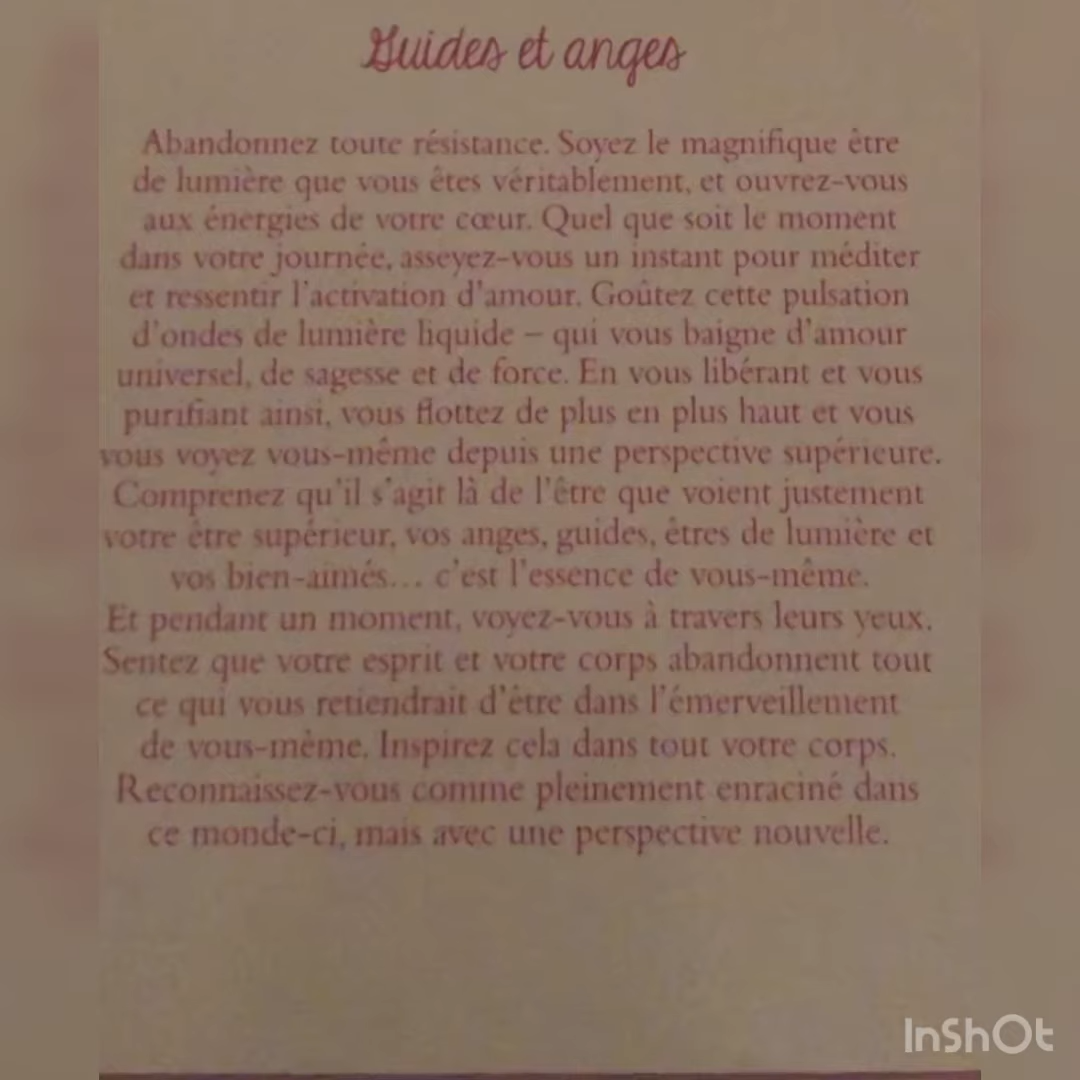 Guides et anges
Abandonnez toute résistance. Soyez le magnifique être
de lumière que vous êtes véritablement, et ouvrez-vous
aux énergies de votre cœur. Quel que soit le moment
dans votre journée, asseyez-vous un instant pour méditer
et ressentir l'activation d'amour. Goûtez cette pulsation
d'ondes de lumière liquide – qui vous baigne d'amour
universel, de sagesse et de force. En vous libérant et vous
purifiant ainsi, vous flottez de plus en plus haut et vous
vous voyez vous-même depuis une perspective supérieure.
Comprenez qu'il s'agit là de l'être que voient justement
votre être supérieur, vos anges, guides, êtres de lumière et
vos bien-aimés... c'est l'essence de vous-même.
Et pendant un moment, voyez-vous à travers leurs yeux.
Sentez que votre esprit et votre corps abandonnent tout
ce qui vous retiendrait d'être dans l'émerveillement
de vous-même. Inspirez cela dans tout votre corps.
Reconnaissez-vous comme pleinement enraciné dans
ce monde-ci, mais avec une perspective nouvelle.
InShOt